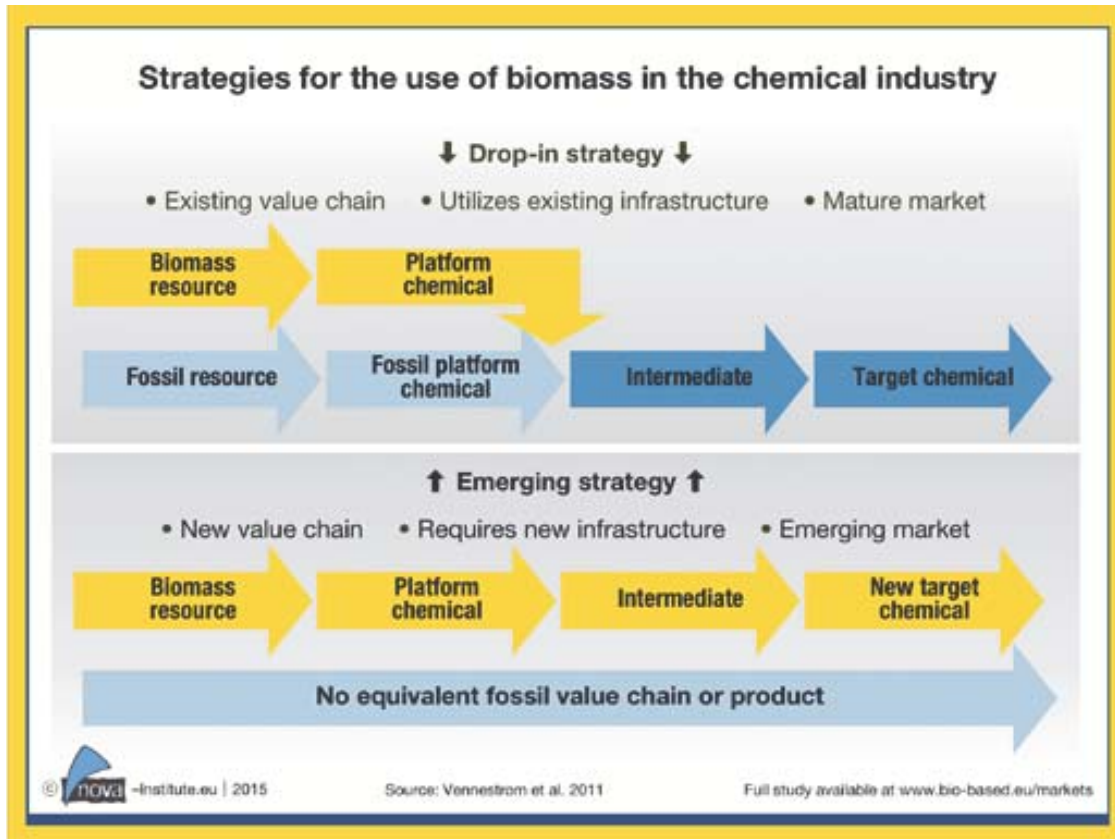 Strategies for the use of biomass in the chemical industry
⬇ Drop-in strategy ⬇
• Existing value chain • Utilizes existing infrastructure • Mature market
Biomass resource
Platform chemical
Fossil resource
Fossil platform chemical
Intermediate
Target chemical
⬆ Emerging strategy ⬆
• New value chain • Requires new infrastructure • Emerging market
Biomass resource
Platform chemical
Intermediate
New target chemical
No equivalent fossil value chain or product
© nova -Institute.eu | 2015
Source: Vennestrom et al. 2011
Full study available at www.bio-based.eu/markets